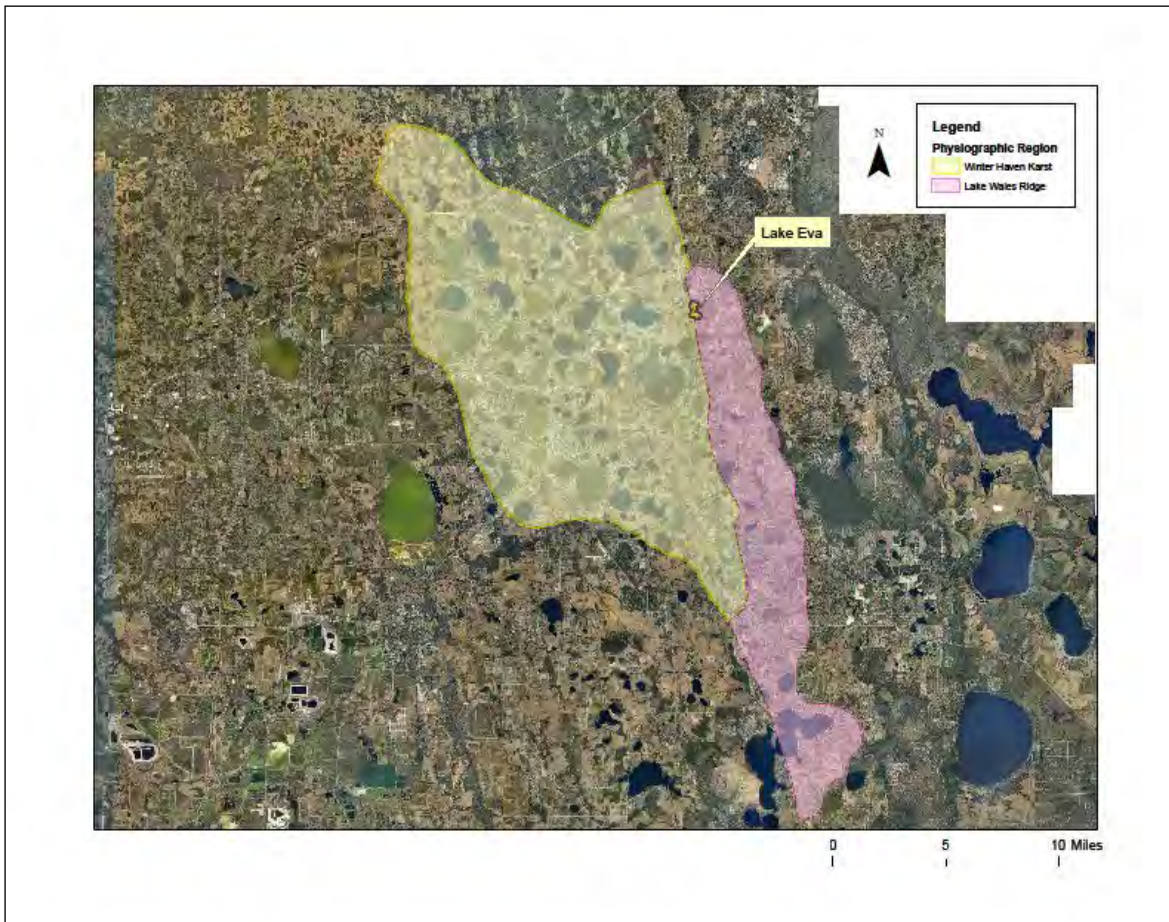 N
Legend
Physiographic Region
Winter Haven Karst
Lake Wales Ridge
Lake Eva
0 5 10 Miles